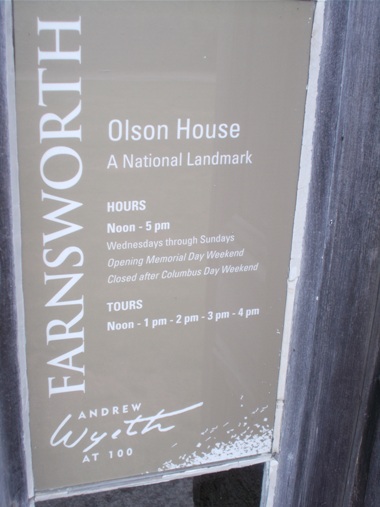 FARNSWORTH
Olson House
A National Landmark
HOURS
Noon - 5 pm
Wednesdays through Sundays
Opening Memorial Day Weekend
Closed after Columbus Day Weekend
TOURS
Noon - 1 pm - 2 pm - 3 pm - 4 pm
ANDREW
Wyeth
AT 100